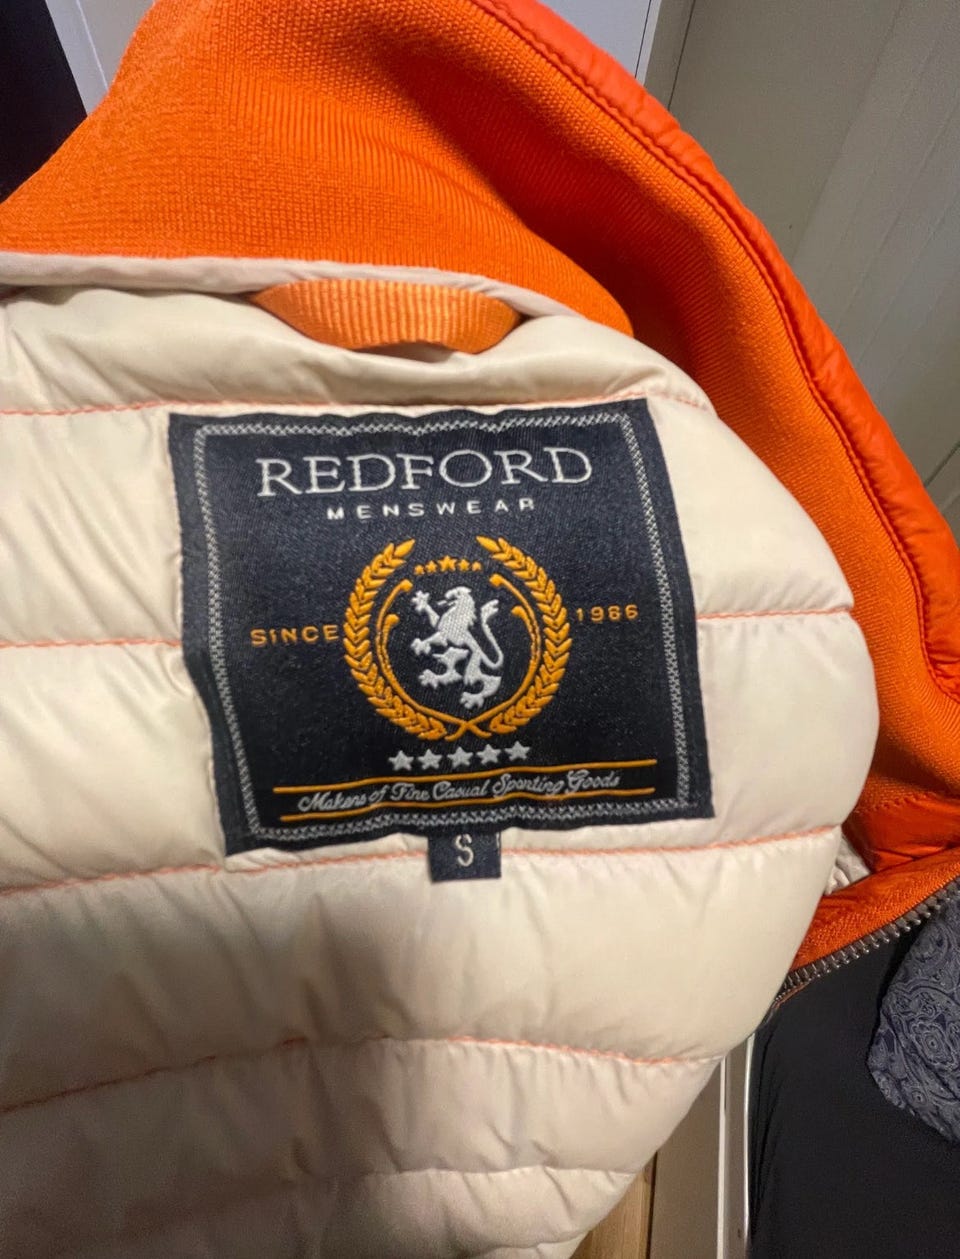 REDFORD
MENSWEAR
SINCE 1966
Makers of Fine Casual Sporting Goods
S